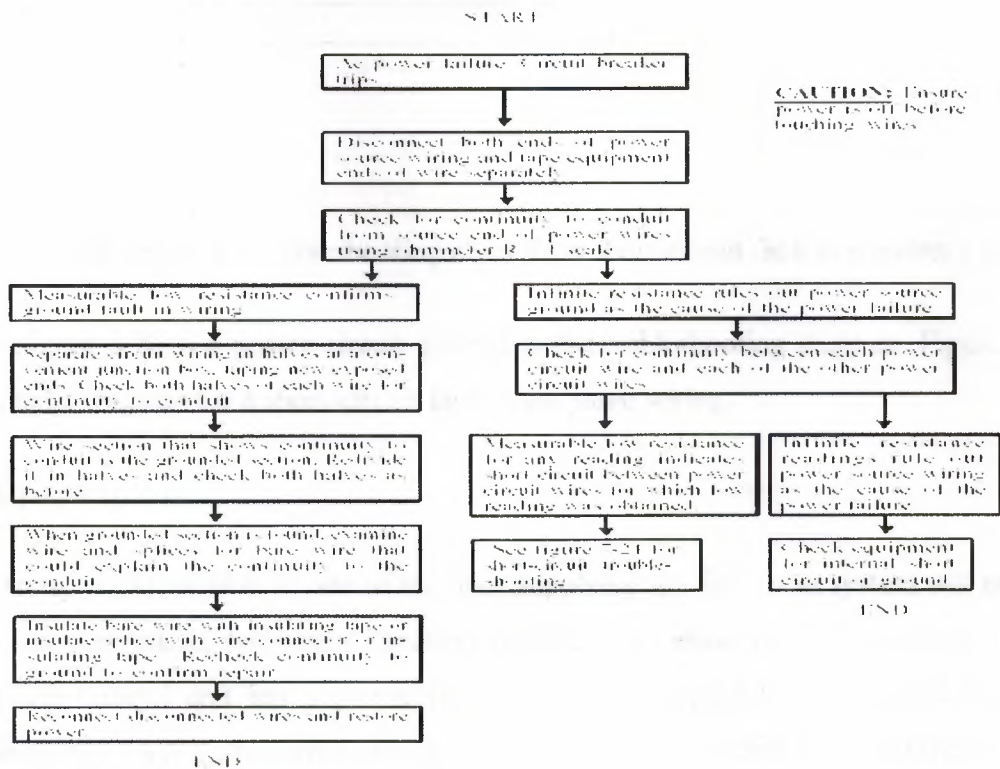 START
Ac power failure. Circuit breaker
trips.
CAUTION: Ensure
power is off before
touching wires
Disconnect both ends of power
source wiring and tape equipment
ends of wire separately
Check for continuity to conduit
from source end of power wires
using ohmmeter R 1 scale
Measurable low resistance confirms
ground fault in wiring
Separate circuit wiring in halves at a con-
venient junction box, taping new exposed
ends. Check both halves of each wire for
continuity to conduit
Wire section that shows continuity to
conduit is the grounded section. Redivide
it in halves and check both halves as
before
When grounded section is found, examine
wire and splices for bare wire that
could explain the continuity to the
conduit
Insulate bare wire with insulating tape or
insulate splice with wire connector or in-
sulating tape. Recheck continuity to
ground to confirm repair
Reconnect disconnected wires and restore
power.
END
Infinite resistance rules out power source
ground as the cause of the power failure
Check for continuity between each power
circuit wire and each of the other power
circuit wires
Measurable low resistance
for any reading indicates
short circuit between power
circuit wires for which low
reading was obtained.
See figure 7-21 for
short-circuit trouble-
shooting
Infinite resistance
readings rule out
power source wiring
as the cause of the
power failure
Check equipment
for internal short
circuit or ground
END